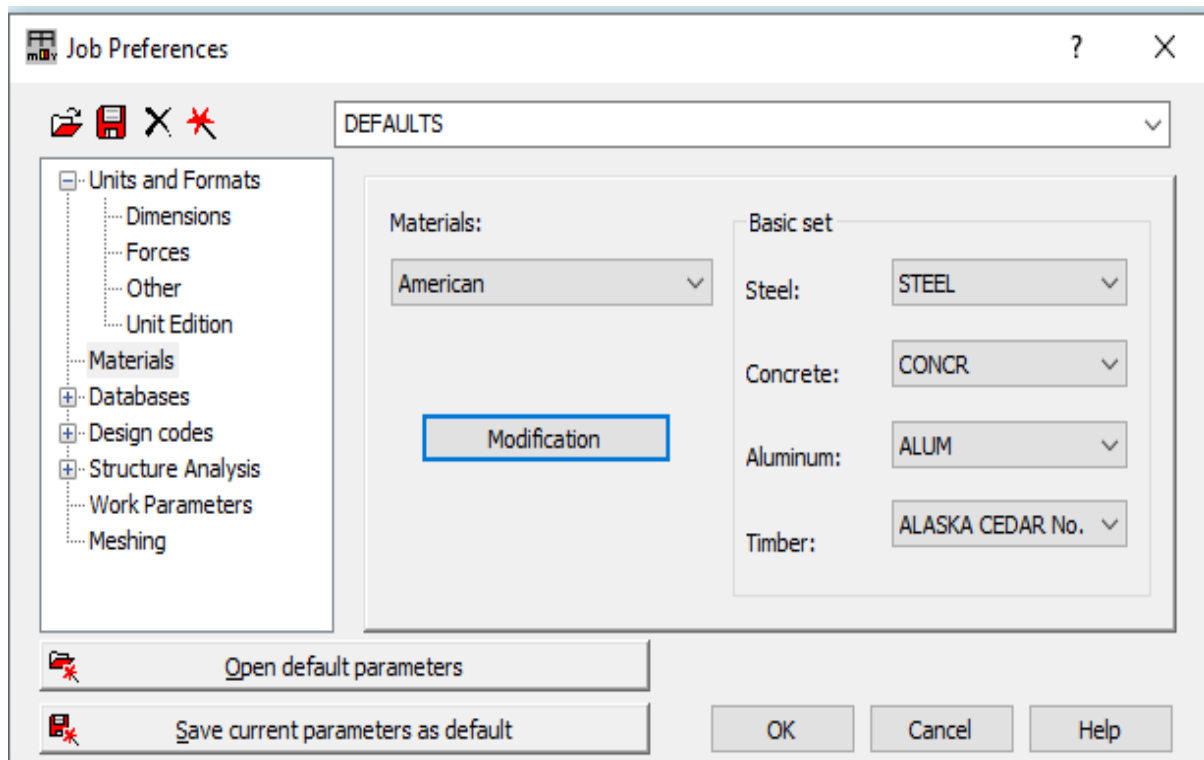 Job Preferences
?
DEFAULTS
Units and Formats
Dimensions
Forces
Other
Unit Edition
Materials
Databases
Design codes
Structure Analysis
Work Parameters
Meshing
Materials:
American
Modification
Basic set
Steel:
STEEL
Concrete:
CONCR
Aluminum:
ALUM
Timber:
ALASKA CEDAR No.
Open default parameters
Save current parameters as default
OK
Cancel
Help